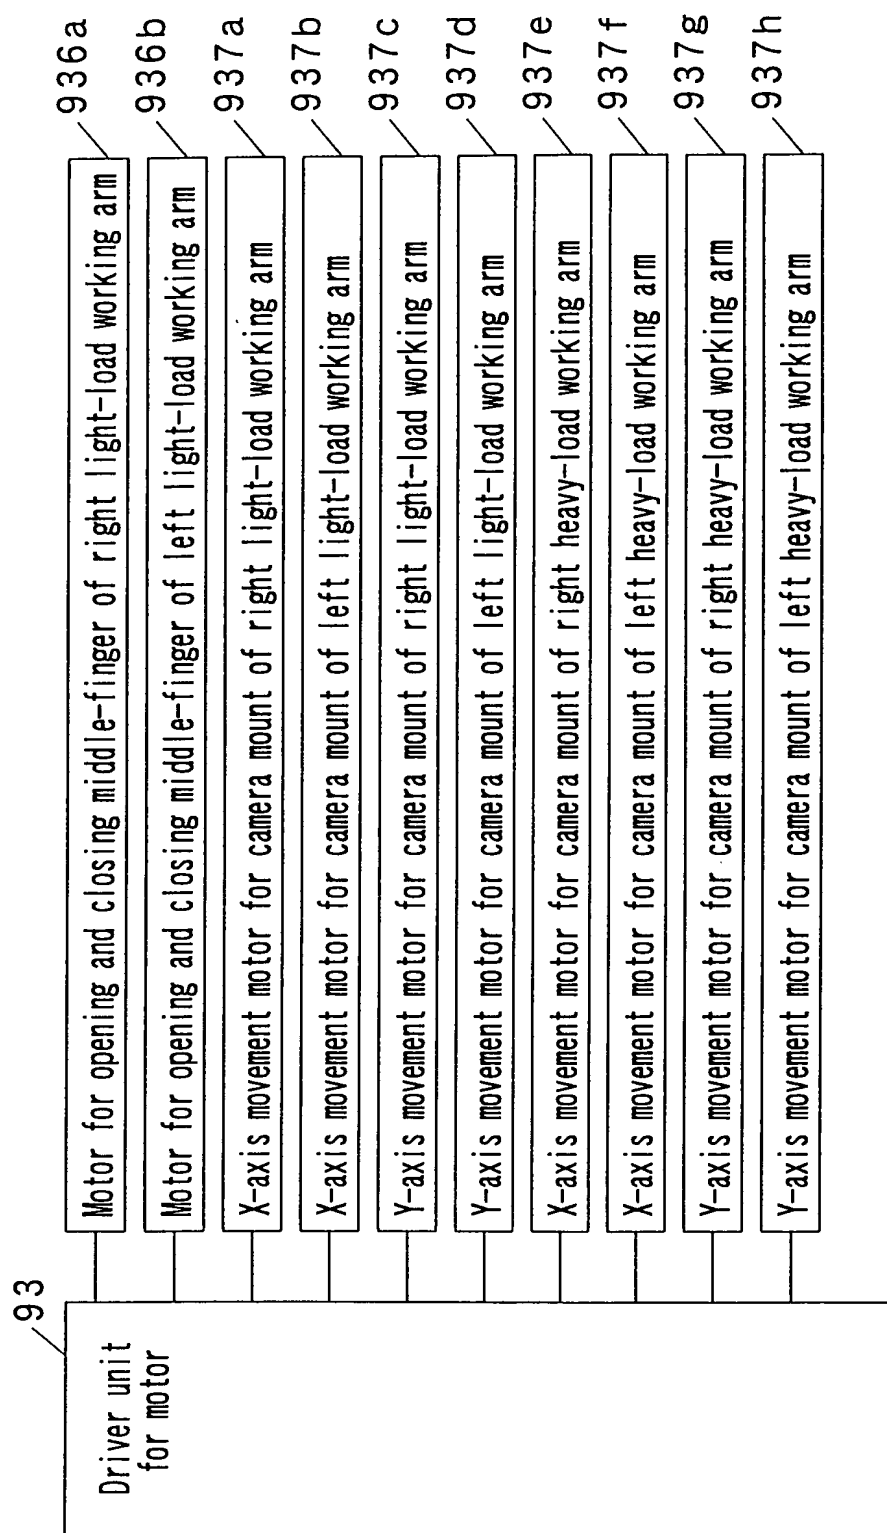 93
Driver unit
for motor
Motor for opening and closing middle-finger of right light-load working arm
936a
Motor for opening and closing middle-finger of left light-load working arm
936b
X-axis movement motor for camera mount of right light-load working arm
937a
X-axis movement motor for camera mount of left light-load working arm
937b
Y-axis movement motor for camera mount of right light-load working arm
937c
Y-axis movement motor for camera mount of left light-load working arm
937d
X-axis movement motor for camera mount of right heavy-load working arm
937e
X-axis movement motor for camera mount of left heavy-load working arm
937f
Y-axis movement motor for camera mount of right heavy-load working arm
937g
Y-axis movement motor for camera mount of left heavy-load working arm
937h